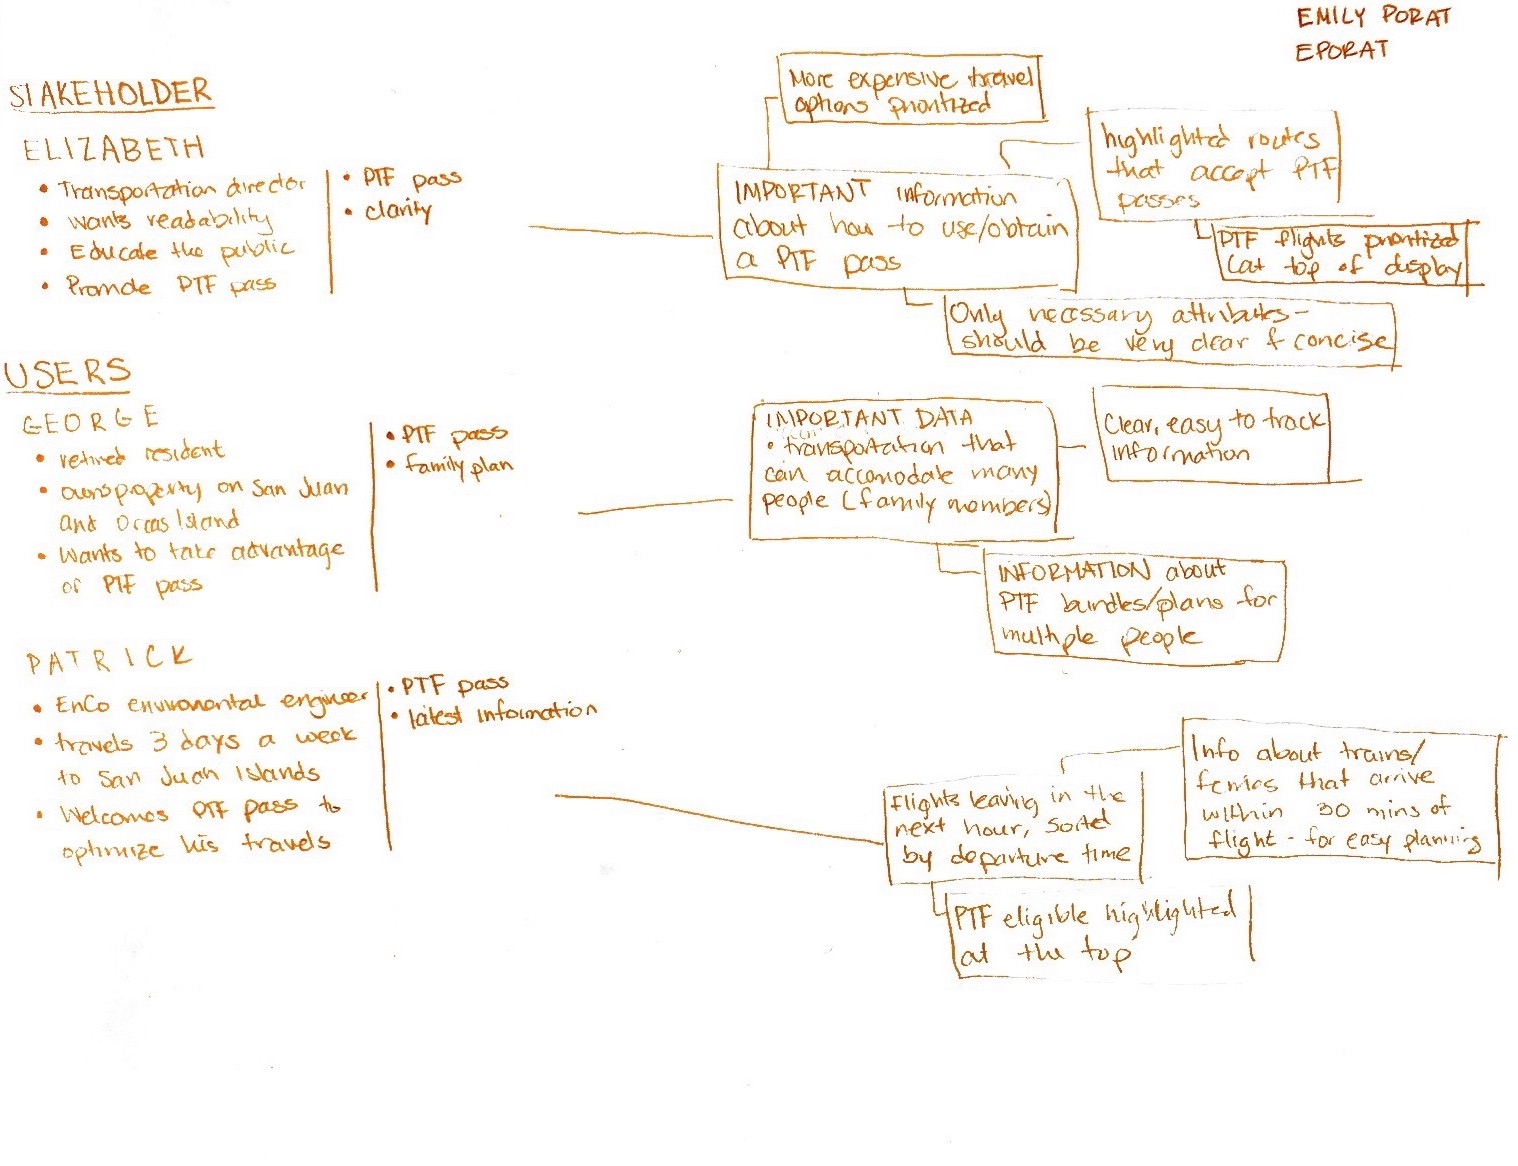 EMILY PORAT
EPORAT
STAKEHOLDER
ELIZABETH
• Transportation director
• wants readability
• Educate the public
• Promote PTF pass
• PTF pass
• clarity
More expensive travel
options prioritized
IMPORTANT information
about how to use/obtain
a PTF pass
highlighted routes
that accept PTF
passes
PTF flights prioritized
(at top of display)
Only necessary attributes -
should be very clear & concise
USERS
GEORGE
• retired resident
• owns property on San Juan
and Orcas Island
• Wants to take advantage
of PTF pass
• PTF pass
• family plan
IMPORTANT DATA
• transportation that
can accomodate many
people (family members)
Clear, easy to track
information
INFORMATION about
PTF bundles/plans for
multiple people
PATRICK
• EnCo enviromental engineer
• travels 3 days a week
to San Juan Islands
• Welcomes PTF pass to
optimize his travels
• PTF pass
• latest information
flights leaving in the
next hour, sorted
by departure time
Info about trains/
ferries that arrive
within 30 mins of
flight - for easy planning
PTF eligible highlighted
at the top